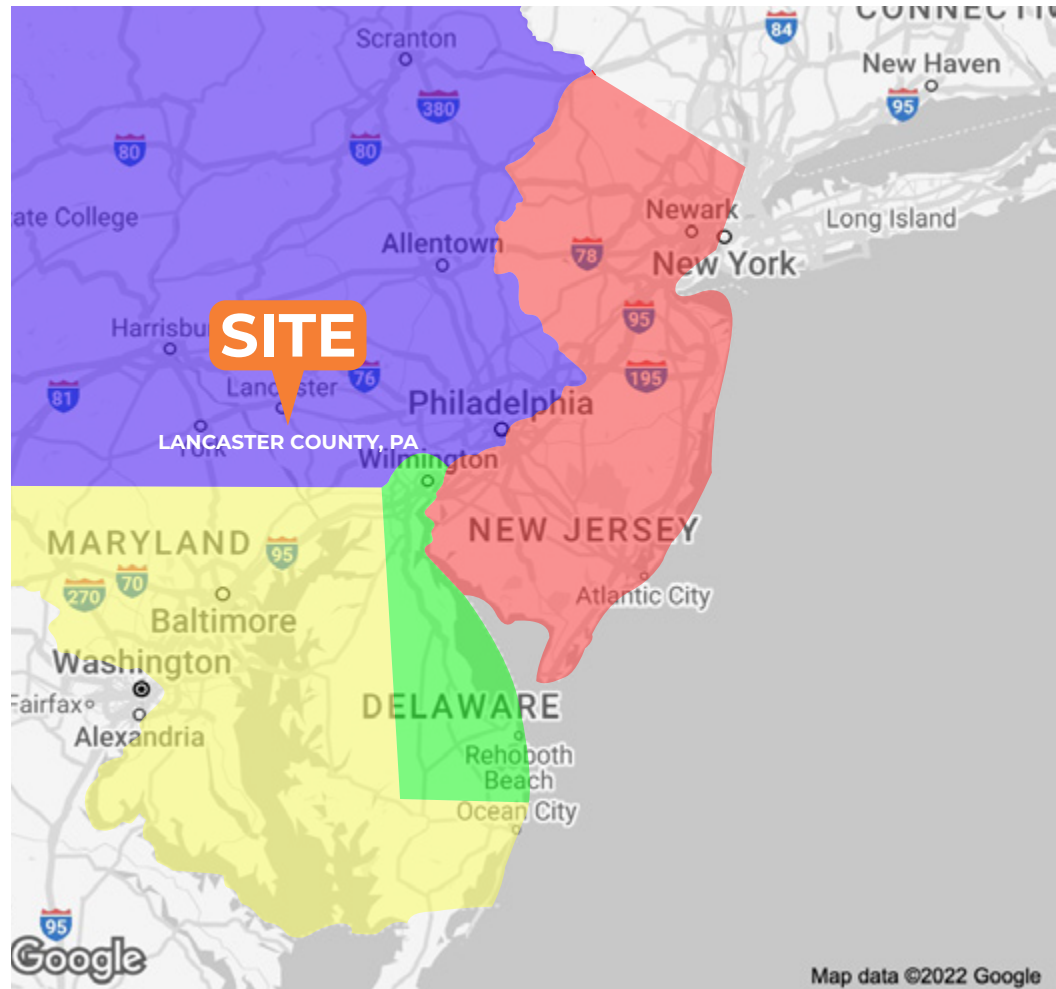 CONNECTIC
84
Scranton
New Haven
380
95
80
80
Newark
ate College
Long Island
Allentown
78
New York
SITE
Harrisbu
95
Lancaster
76
195
81
Philadelphia
LANCASTER COUNTY, PA
York
Wilmington
NEW JERSEY
MARYLAND
95
70
270
Atlantic City
Baltimore
Washington
Fairfax
DELAWARE
Alexandria
Rehoboth
Beach
Ocean City
95
Google
Map data ©2022 Google